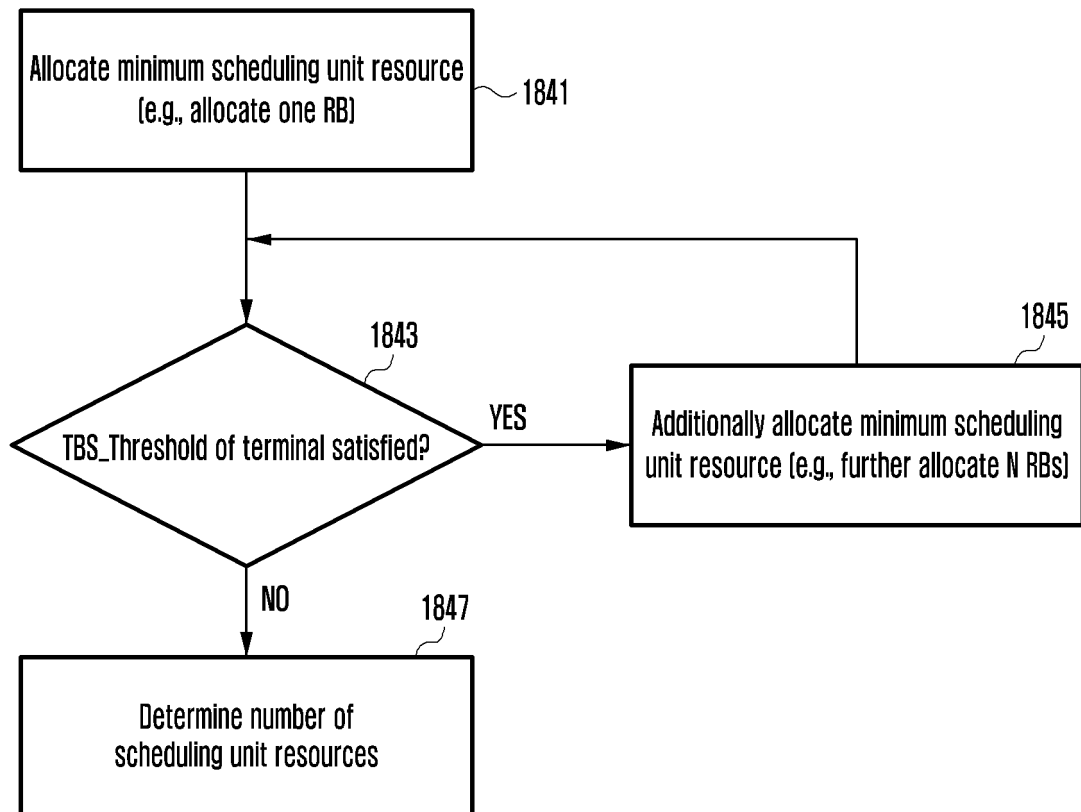 Allocate minimum scheduling unit resource
(e.g., allocate one RB)
1841
1843
TBS_Threshold of terminal satisfied?
YES
1845
Additionally allocate minimum scheduling
unit resource (e.g., further allocate N RBs)
NO
1847
Determine number of
scheduling unit resources